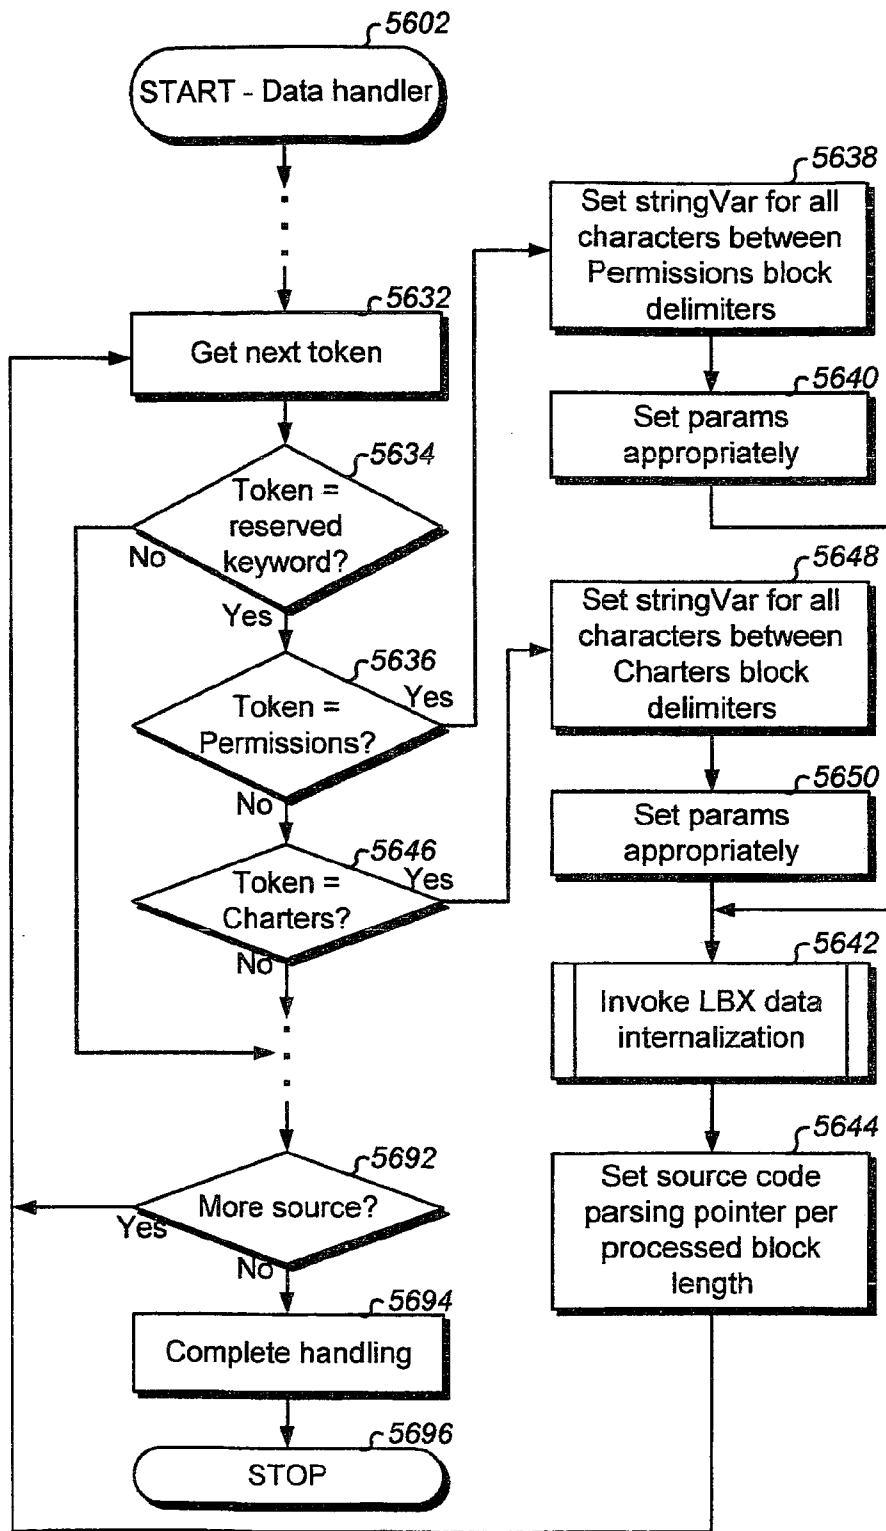 5602
START - Data handler
5632
Get next token
5634
Token =
reserved
keyword?
No
Yes
5636
Token =
Permissions?
Yes
No
5646
Token =
Charters?
Yes
No
5692
More source?
Yes
No
5694
Complete handling
5696
STOP
5638
Set stringVar for all
characters between
Permissions block
delimiters
5640
Set params
appropriately
5648
Set stringVar for all
characters between
Charters block
delimiters
5650
Set params
appropriately
5642
Invoke LBX data
internalization
5644
Set source code
parsing pointer per
processed block
length